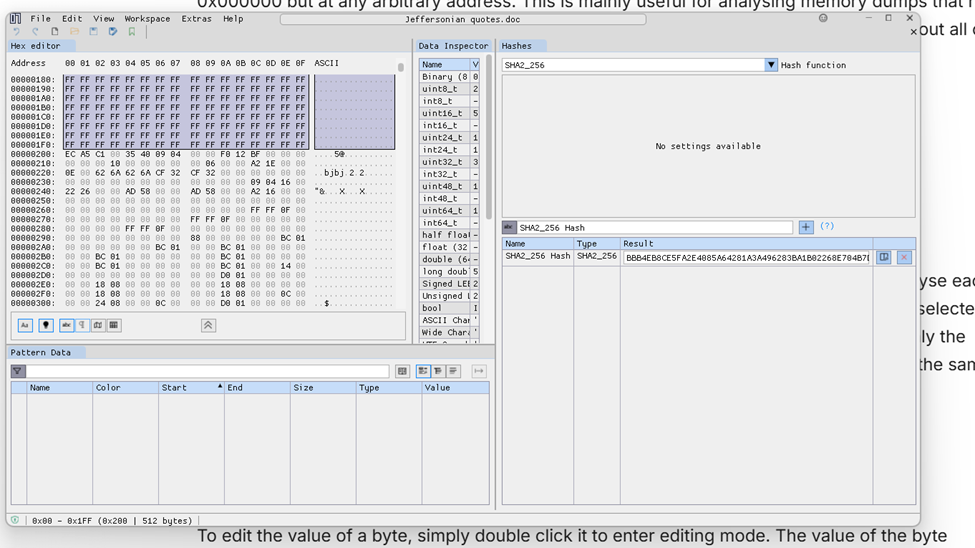 0x000000 but at any arbitrary address. This is mainly useful for analysing memory dumps that
File Edit View Workspace Extras Help Jeffersonian quotes.doc
out all
Hex editor Data Inspector Hashes
Address 00 01 02 03 04 05 06 07 08 09 0A 0B 0C 0D 0E 0F ASCII
Name V
SHA2_256 Hash function
00000180: FF FF FF FF FF FF FF FF FF FF FF FF FF FF FF FF
00000190: FF FF FF FF FF FF FF FF FF FF FF FF FF FF FF FF
000001A0: FF FF FF FF FF FF FF FF FF FF FF FF FF FF FF FF
000001B0: FF FF FF FF FF FF FF FF FF FF FF FF FF FF FF FF
000001C0: FF FF FF FF FF FF FF FF FF FF FF FF FF FF FF FF
000001D0: FF FF FF FF FF FF FF FF FF FF FF FF FF FF FF FF
000001E0: FF FF FF FF FF FF FF FF FF FF FF FF FF FF FF FF
000001F0: FF FF FF FF FF FF FF FF FF FF FF FF FF FF FF FF
00000200: EC A5 C1 00 35 40 09 04 00 00 F0 12 BF 00 00 00 ....5@..
00000210: 00 00 00 10 00 00 00 00 00 06 00 00 A2 1E 00 00
00000220: 0E 00 62 6A 62 6A CF 32 CF 32 00 00 00 00 00 00 ..bjbj.2.2
00000230: 00 00 00 00 00 00 00 00 00 00 00 00 09 04 16 00
00000240: 22 26 00 00 AD 58 00 00 AD 58 00 00 A2 16 00 00 "&...X...X
00000250: 00 00 00 00 00 00 00 00 00 00 00 00 00 00 00 00
00000260: 00 00 00 00 00 00 00 00 00 00 00 00 FF FF 0F 00
00000270: 00 00 00 00 00 00 00 00 FF FF 0F 00 00 00 00 00
00000280: 00 00 00 00 FF FF 0F 00 00 00 00 00 00 00 00 00
00000290: 00 00 00 00 00 00 00 00 88 00 00 00 00 00 BC 01
000002A0: 00 00 00 00 BC 01 00 00 00 00 BC 01 00 00 00 00
000002B0: 00 00 BC 01 00 00 00 00 00 00 BC 01 00 00 00 00
000002C0: 00 00 BC 01 00 00 00 00 00 00 BC 01 00 00 14 00
000002D0: 00 00 00 00 00 00 00 00 00 00 D0 01 00 00 00 00
000002E0: 00 00 18 08 00 00 00 00 00 00 18 08 00 00 00 00
000002F0: 00 00 18 08 00 00 00 00 00 00 18 08 00 00 0C 00
00000300: 00 00 24 08 00 00 0C 00 00 00 D0 01 00 00 00 00 ..$.
Binary (8 0
uint8_t 2
int8_t -
uint16_t 5
int16_t -
uint24_t 1
int24_t 1
uint32_t 3
int32_t -
uint48_t 1
int48_t -
uint64_t 1
int64_t -
half float -
float (32 -
double (64 -
long doub 5
Signed LEB 2
Unsigned L 2
bool I
ASCII Char '
Wide Chara '
No settings available
abc SHA2_256 Hash + (?)
Name Type Result
SHA2_256 Hash SHA2_256 BBB4EB8CE5FA2E4085A64281A3A496283BA1B02268E704B7
yse eac
selecte
ly the
the sam
Aa abc
Pattern Data
Name Color Start End Size Type Value
0x00 - 0x1FF (0x200 | 512 bytes)
To edit the value of a byte, simply double click it to enter editing mode. The value of the byte